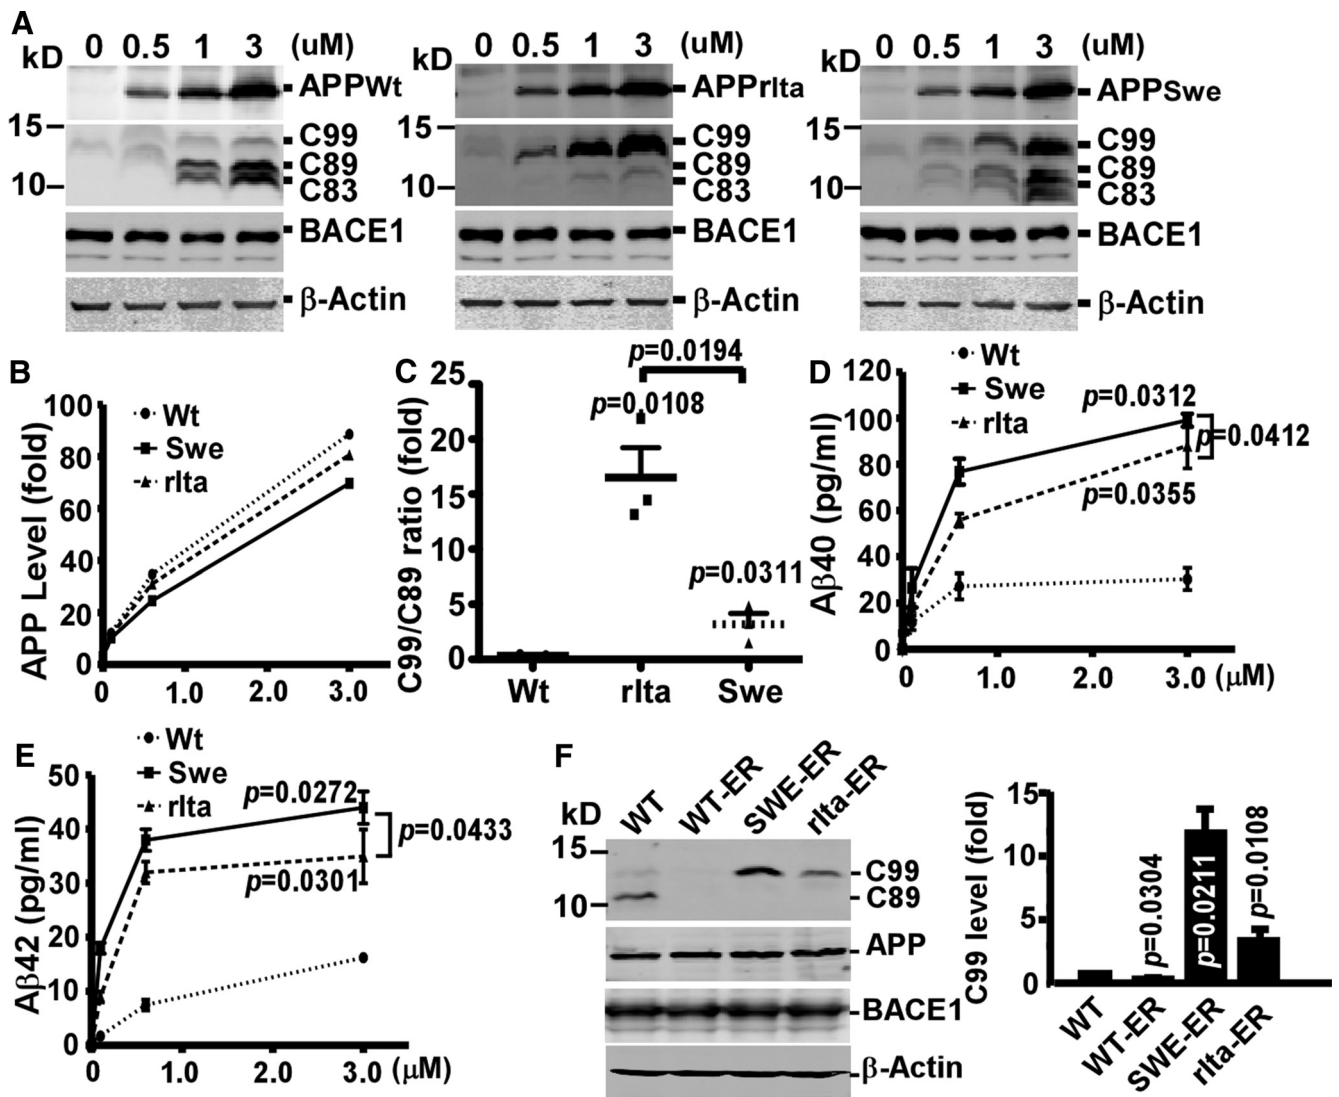 A
kD 0 0.5 1 3 (uM)
APPWt
15
C99
C89
10
C83
BACE1
β-Actin
kD 0 0.5 1 3 (uM)
APPrIta
15
C99
C89
10
C83
BACE1
β-Actin
kD 0 0.5 1 3 (uM)
APPSwe
15
C99
C89
10
C83
BACE1
β-Actin
B
APP Level (fold)
100
80
60
40
20
0
0 1.0 2.0 3.0
Wt
Swe
rIta
C
C99/C89 ratio (fold)
25
20
15
10
5
0
p=0.0194
p=0.0108
p=0.0311
Wt rIta Swe
D
Aβ40 (pg/ml)
120
100
80
60
40
20
0
0 1.0 2.0 3.0 (μM)
Wt
Swe
rIta
p=0.0312
p=0.0412
p=0.0355
E
Aβ42 (pg/ml)
50
40
30
20
10
0
0 1.0 2.0 3.0 (μM)
Wt
Swe
rIta
p=0.0272
p=0.0433
p=0.0301
F
kD WT WT-ER SWE-ER rIta-ER
15
C99
C89
10
APP
BACE1
β-Actin
C99 level (fold)
15
10
5
0
p=0.0304
p=0.0211
p=0.0108
WT WT-ER SWE-ER rIta-ER